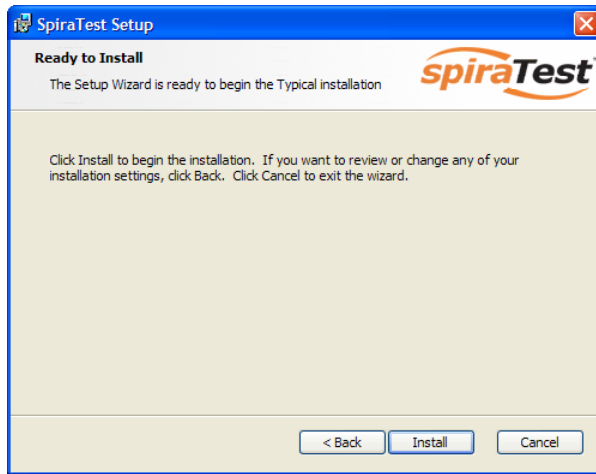 SpiraTest Setup
Ready to Install
The Setup Wizard is ready to begin the Typical installation
spiraTest
Click Install to begin the installation.  If you want to review or change any of your
installation settings, click Back.  Click Cancel to exit the wizard.
< Back
Install
Cancel